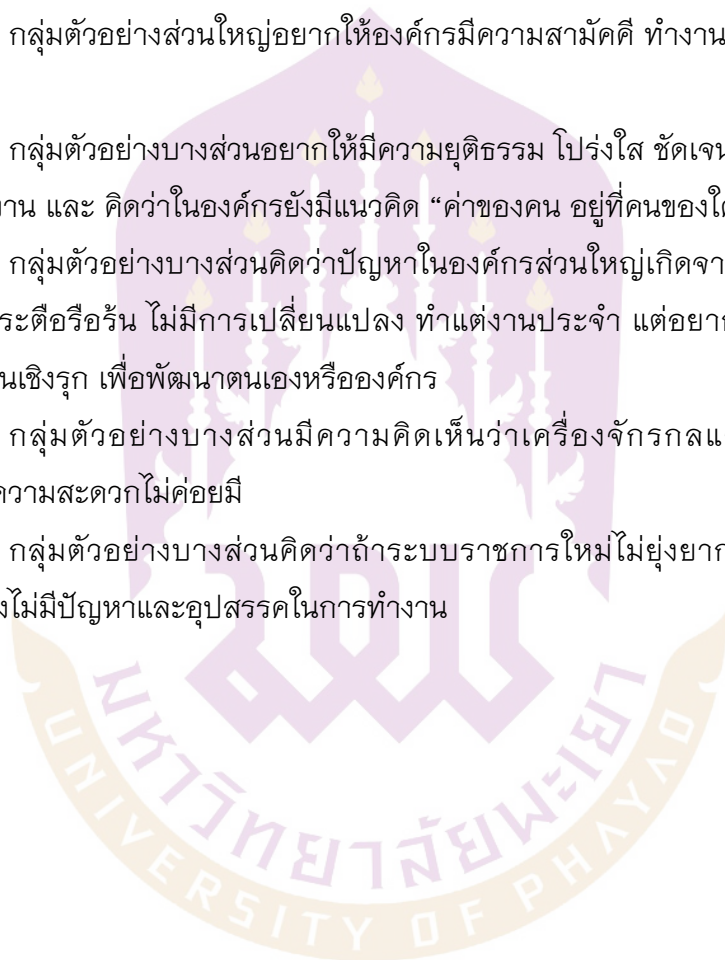 กลุ่มตัวอย่างส่วนใหญ่อยากให้องค์กรมีความสามัคคี ทำงาน
กลุ่มตัวอย่างบางส่วนอยากให้มีความยุติธรรม โปร่งใส ชัดเจน
งาน และ คิดว่าในองค์กรยังมีแนวคิด “ค่าของคน อยู่ที่คนของใค
กลุ่มตัวอย่างบางส่วนคิดว่าปัญหาในองค์กรส่วนใหญ่เกิดจา
ระตือรือร้น ไม่มีการเปลี่ยนแปลง ทำแต่งานประจำ แต่อยาก
นเชิงรุก เพื่อพัฒนาตนเองหรือองค์กร
กลุ่มตัวอย่างบางส่วนมีความคิดเห็นว่าเครื่องจักรกลแ
ความสะดวกไม่ค่อยมี
กลุ่มตัวอย่างบางส่วนคิดว่าถ้าระบบราชการใหม่ไม่ยุ่งยาก
งไม่มีปัญหาและอุปสรรคในการทำงาน
มหาวิทยาลัยพะเยา
UNIVERSITY OF PHAYAO